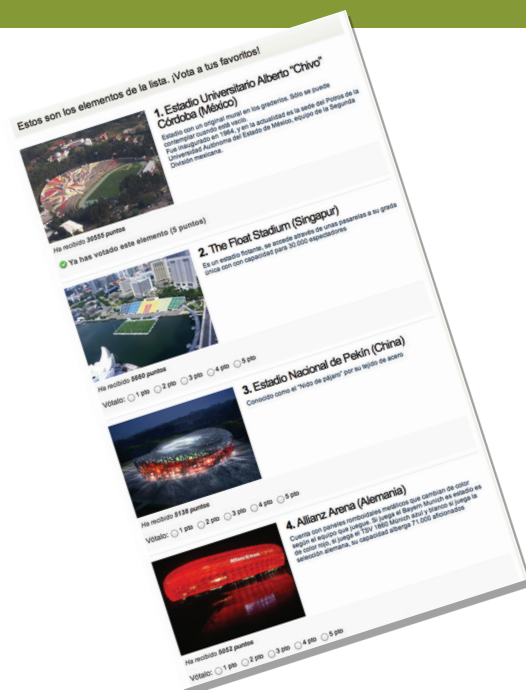 Estos son los elementos de la lista. ¡Vota a tus favoritos!
1. Estadio Universitario Alberto "Chivo"
Córdoba (México)
Estadio con un original mural en los graderíos. Sólo se puede
contemplar cuando está vacío.
Fue inaugurado en 1964, y en la actualidad es la sede del Potros de la
Universidad Autónoma del Estado de México, equipo de la Segunda
División mexicana.
Ha recibido 30555 puntos
Ya has votado este elemento (5 puntos)
2. The Float Stadium (Singapur)
Es un estadio flotante, se accede através de unas pasarelas a su grada
única con con capacidad para 30,000 espectadores
Ha recibido 5660 puntos
Vótalo: 1 pto 2 pto 3 pto 4 pto 5 pto
3. Estadio Nacional de Pekín (China)
Conocido como el "Nido de pájaro" por su tejido de acero
Ha recibido 5138 puntos
Vótalo: 1 pto 2 pto 3 pto 4 pto 5 pto
4. Allianz Arena (Alemania)
Cuenta con paneles romboidales metálicos que cambian de color
según el equipo que juegue. Si juega el Bayern Munich es estadio es
de color rojo, si juega el TSV 1860 Múnich azul y blanco si juega la
selección alemana, su capacidad alberga 71,000 aficionados
Allianz Arena
Ha recibido 5052 puntos
Vótalo: 1 pto 2 pto 3 pto 4 pto 5 pto